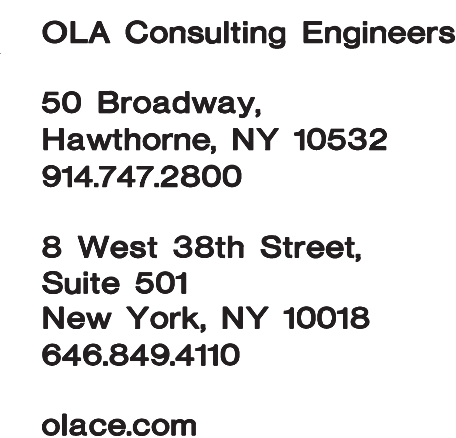 OLA Consulting Engineers
50 Broadway,
Hawthorne, NY 10532
914.747.2800
8 West 38th Street,
Suite 501
New York, NY 10018
646.849.4110
olace.com